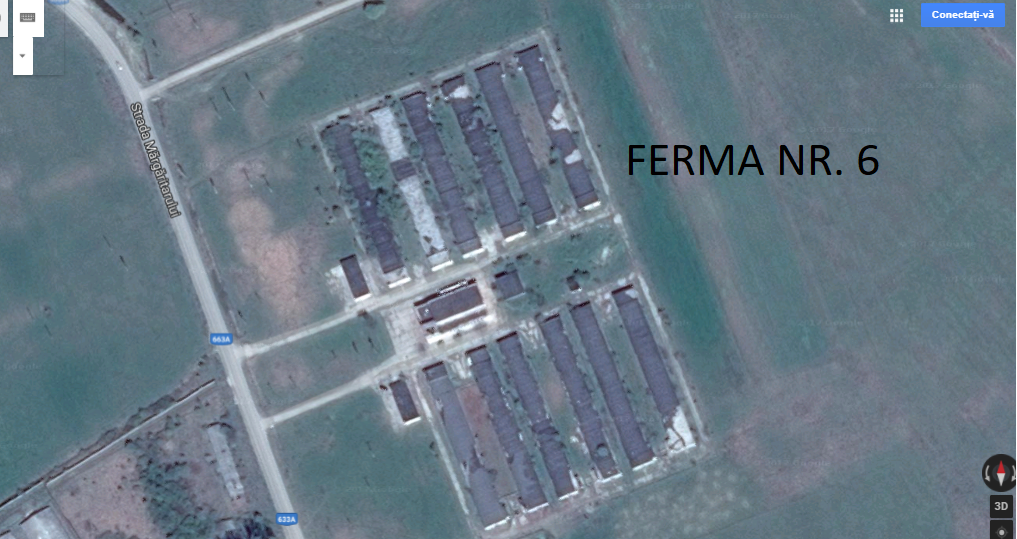 Conectați-vă
Strada Mărgăritarului
FERMA NR. 6
663A
633A
3D